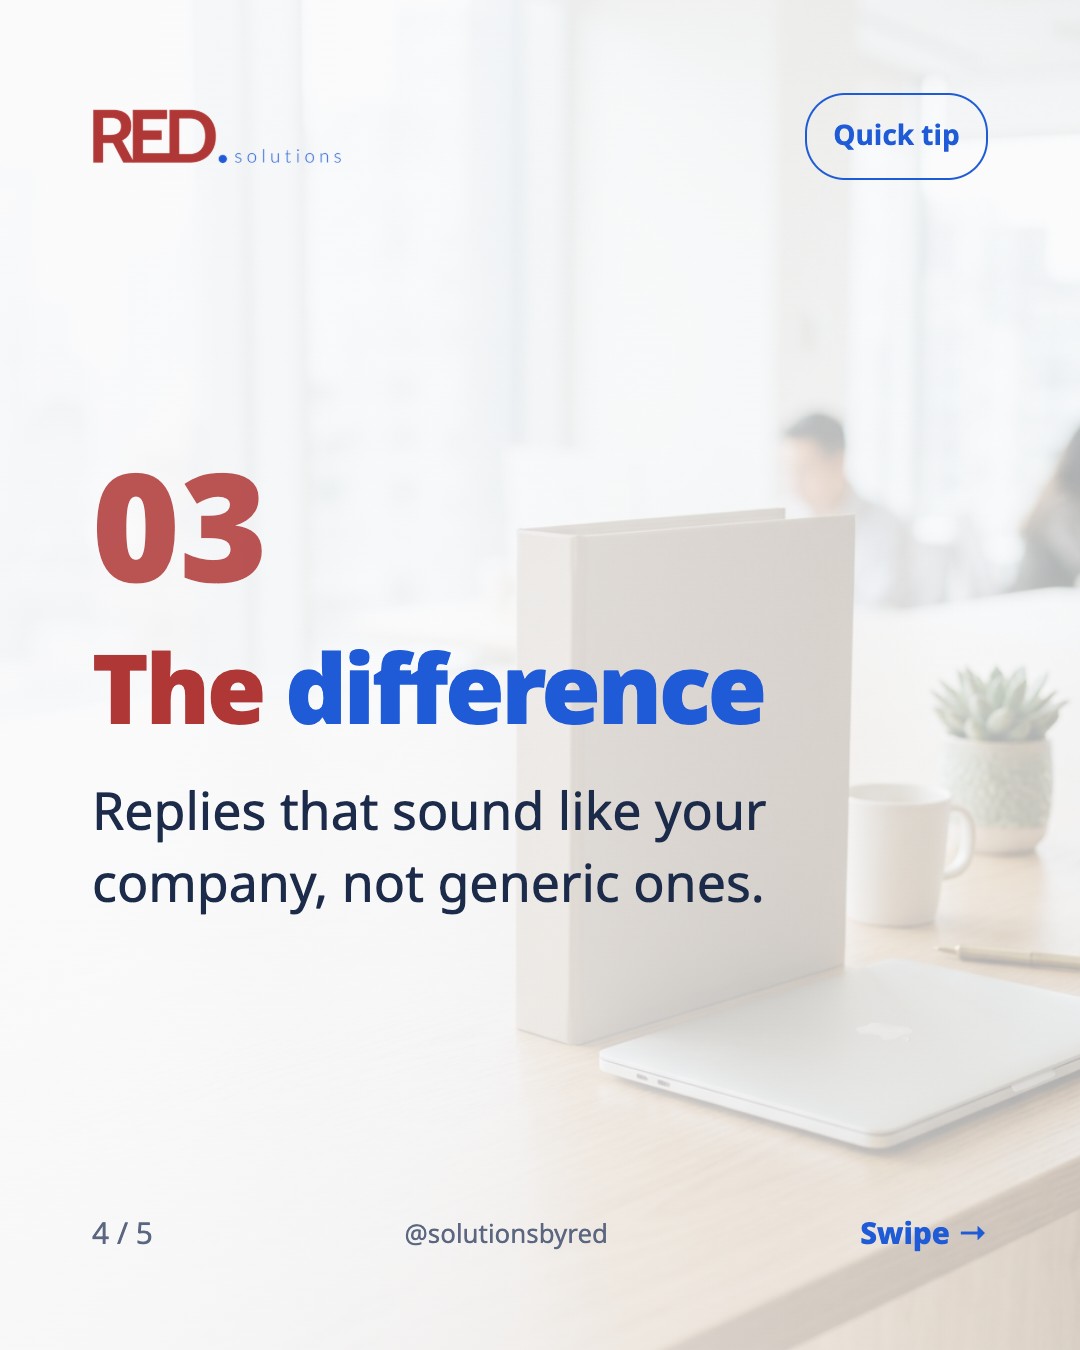 RED.solutions
Quick tip
03
The difference
Replies that sound like your
company, not generic ones.
4 / 5
@solutionsbyred
Swipe →